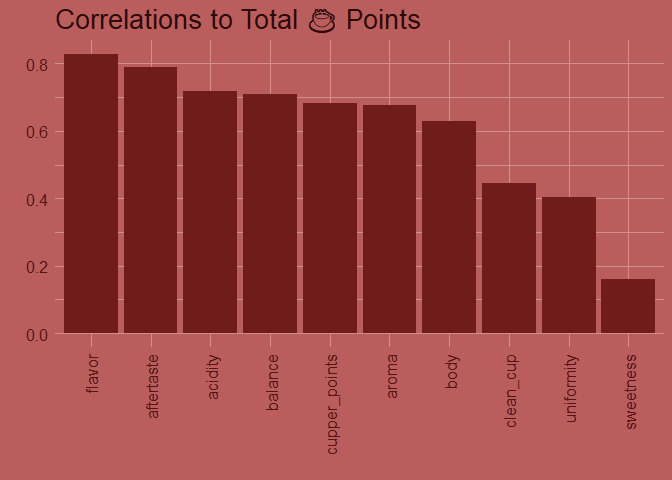 Correlations to Total ☕ Points
0.8
0.6
0.4
0.2
0.0
flavor
aftertaste
acidity
balance
cupper_points
aroma
body
clean_cup
uniformity
sweetness